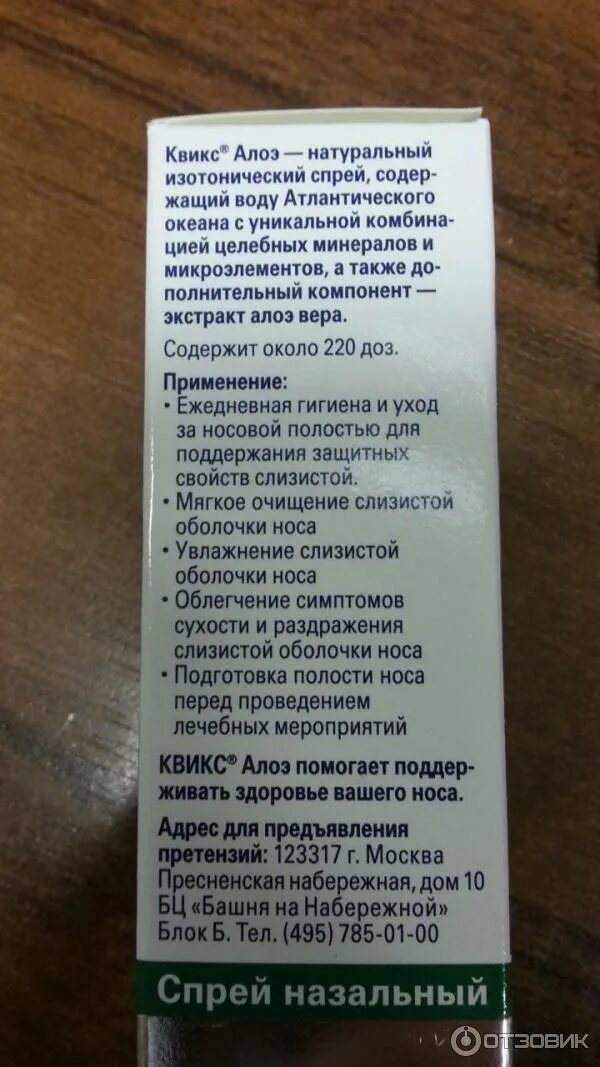 Квикс® Алоэ — натуральный
изотонический спрей, содер-
жащий воду Атлантического
океана с уникальной комбина-
цией целебных минералов и
микроэлементов, а также до-
полнительный компонент —
экстракт алоэ вера.
Содержит около 220 доз.
Применение:
• Ежедневная гигиена и уход
за носовой полостью для
поддержания защитных
свойств слизистой.
• Мягкое очищение слизистой
оболочки носа
• Увлажнение слизистой
оболочки носа
• Облегчение симптомов
сухости и раздражения
слизистой оболочки носа
• Подготовка полости носа
перед проведением
лечебных мероприятий
КВИКС® Алоэ помогает поддер-
живать здоровье вашего носа.
Адрес для предъявления
претензий: 123317 г. Москва
Пресненская набережная, дом 10
БЦ «Башня на Набережной»
Блок Б. Тел. (495) 785-01-00
Спрей назальный
ОТЗОВИК